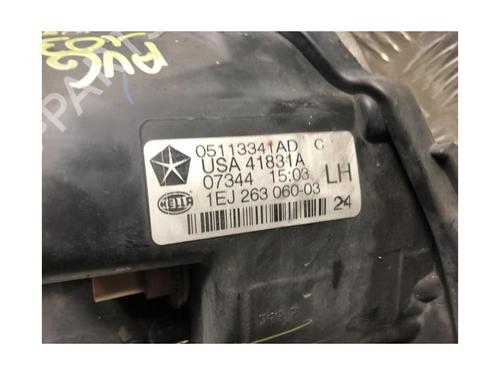 05113341AD C
USA 41831A
07344 15:03 LH
HELLA 1EJ 263 060-03
24